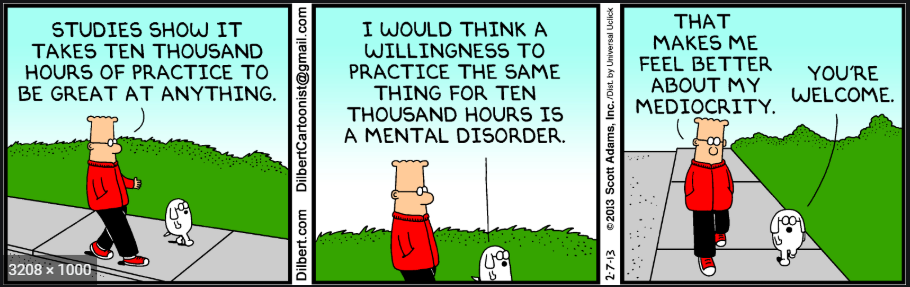 STUDIES SHOW IT
TAKES TEN THOUSAND
HOURS OF PRACTICE TO
BE GREAT AT ANYTHING.
3208 × 1000
Dilbert.com DilbertCartoonist@gmail.com
I WOULD THINK A
WILLINGNESS TO
PRACTICE THE SAME
THING FOR TEN
THOUSAND HOURS IS
A MENTAL DISORDER.
2-7-13 ©2013 Scott Adams, Inc. /Dist. by Universal Uclick
THAT
MAKES ME
FEEL BETTER
ABOUT MY
MEDIOCRITY.
YOU'RE
WELCOME.